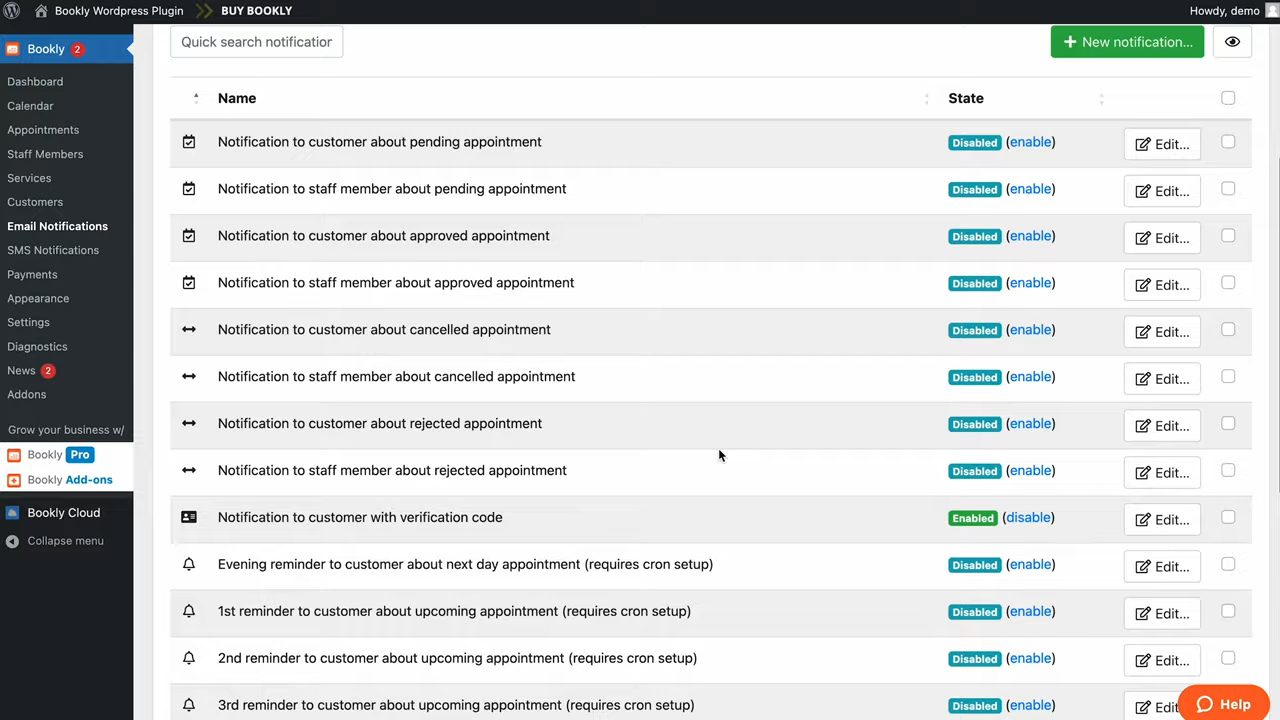 Bookly Wordpress Plugin
BUY BOOKLY
Howdy, demo
Bookly 2
Dashboard
Calendar
Appointments
Staff Members
Services
Customers
Email Notifications
SMS Notifications
Payments
Appearance
Settings
Diagnostics
News 2
Addons
Grow your business w/
Bookly Pro
Bookly Add-ons
Bookly Cloud
Collapse menu
Quick search notification
+ New notification...
Name State
Notification to customer about pending appointment Disabled (enable) Edit...
Notification to staff member about pending appointment Disabled (enable) Edit...
Notification to customer about approved appointment Disabled (enable) Edit...
Notification to staff member about approved appointment Disabled (enable) Edit...
Notification to customer about cancelled appointment Disabled (enable) Edit...
Notification to staff member about cancelled appointment Disabled (enable) Edit...
Notification to customer about rejected appointment Disabled (enable) Edit...
Notification to staff member about rejected appointment Disabled (enable) Edit...
Notification to customer with verification code Enabled (disable) Edit...
Evening reminder to customer about next day appointment (requires cron setup) Disabled (enable) Edit...
1st reminder to customer about upcoming appointment (requires cron setup) Disabled (enable) Edit...
2nd reminder to customer about upcoming appointment (requires cron setup) Disabled (enable) Edit...
3rd reminder to customer about upcoming appointment (requires cron setup) Disabled (enable) Edit
Help